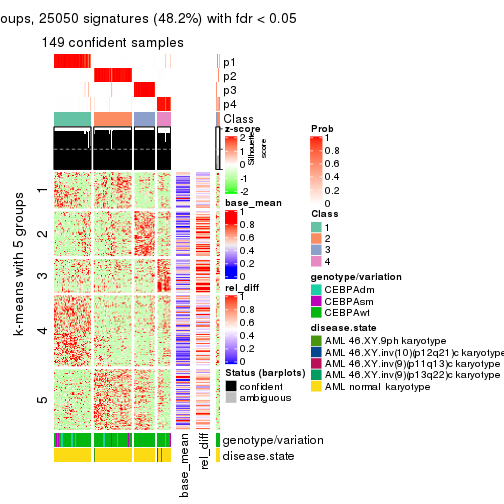 oups, 25050 signatures (48.2%) with fdr < 0.05
149 confident samples
p1
p2
p3
p4
Class
z-score
2
1
0
-1
-2
Silhouette
score
base_mean
1
0.8
0.6
0.4
0.2
0
rel_diff
1
0.8
0.6
0.4
0.2
0
Status (barplots)
confident
ambiguous
Prob
1
0.8
0.6
0.4
0.2
0
Class
1
2
3
4
genotype/variation
CEBPAdm
CEBPAsm
CEBPAwt
disease.state
AML 46.XY.9ph karyotype
AML 46.XY.inv(10)(p12q21)c karyotype
AML 46.XY.inv(9)(p11q13)c karyotype
AML 46.XY.inv(9)(p13q22)c karyotype
AML normal karyotype
k-means with 5 groups
1
2
3
4
5
genotype/variation
disease.state
base_mean
rel_diff